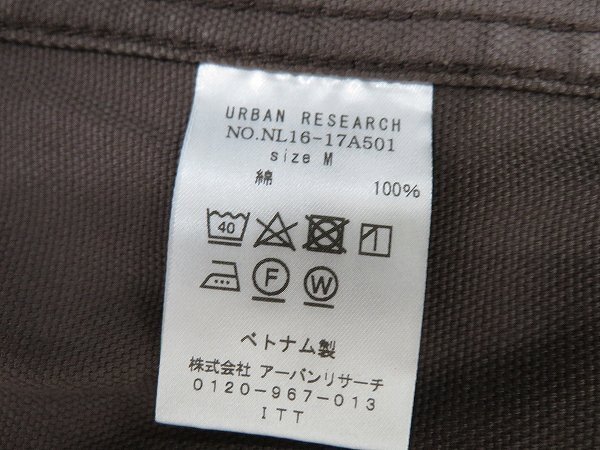 URBAN RESEARCH
NO.NL16-17A501
size M
綿 100%
40
F W
ベトナム製
株式会社 アーバンリサーチ
0120-967-013
ITT